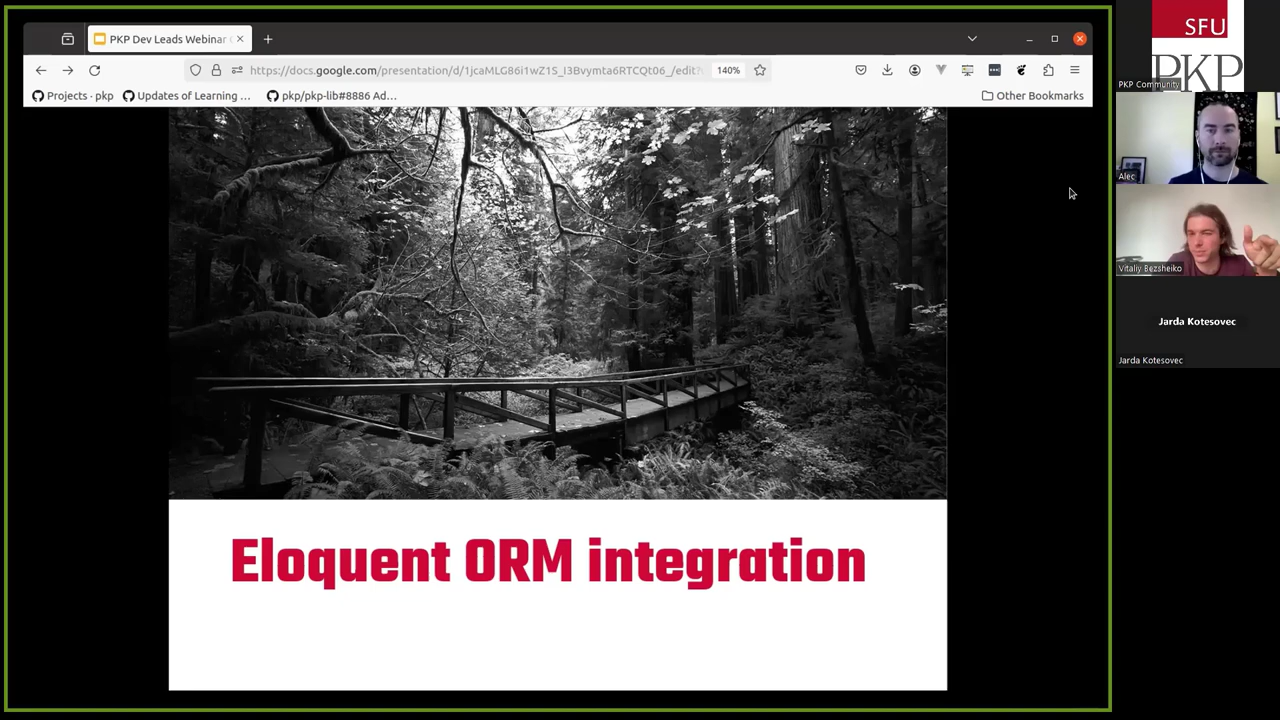 PKP Dev Leads Webinar
https://docs.google.com/presentation/d/1jcaMLG86i1wZ1S_I3Bvymta6RTCQt06_/edit?
140%
Projects · pkp
Updates of Learning ...
pkp/pkp-lib#8886 Ad...
Other Bookmarks
Eloquent ORM integration
SFU
PKP
PKP Community
Alec
Vitaliy Bezsheiko
Jarda Kotesovec
Jarda Kotesovec